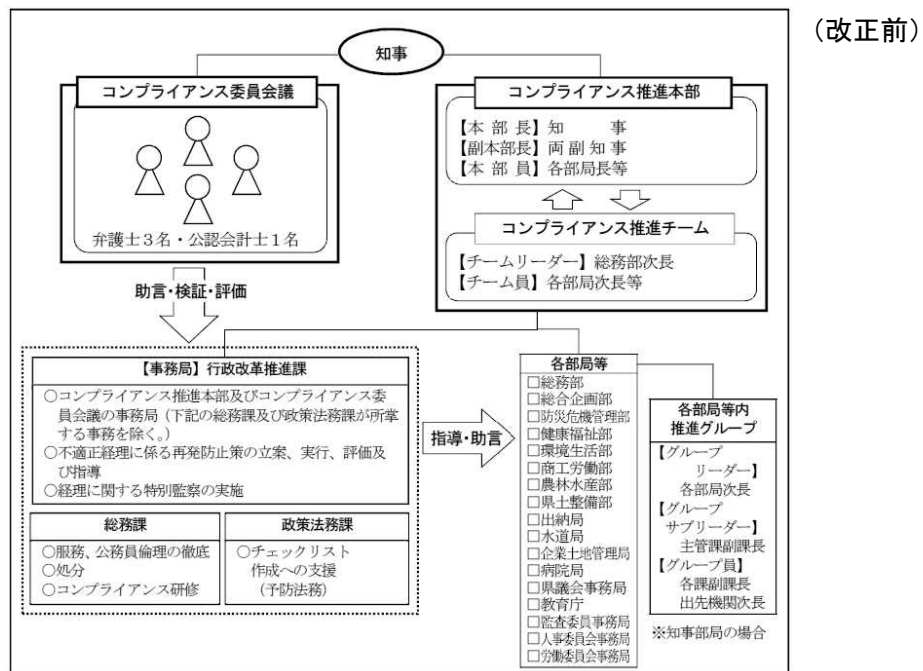 （改正前）
知事
コンプライアンス委員会議
弁護士３名・公認会計士１名
コンプライアンス推進本部
【本 部 長】知　　事
【副本部長】両 副 知 事
【本 部 員】各部局長等
コンプライアンス推進チーム
【チームリーダー】総務部次長
【チーム員】各部局次長等
助言・検証・評価
【事務局】行政改革推進課
○コンプライアンス推進本部及びコンプライアンス委
員会議の事務局（下記の総務課及び政策法務課が所掌
する事務を除く。）
○不適正経理に係る再発防止策の立案、実行、評価及
び指導
○経理に関する特別監察の実施
総務課
○服務、公務員倫理の徹底
○処分
○コンプライアンス研修
政策法務課
○チェックリスト
作成への支援
（予防法務）
指導・助言
各部局等
□総務部
□総合企画部
□防災危機管理部
□健康福祉部
□環境生活部
□商工労働部
□農林水産部
□県土整備部
□出納局
□水道局
□企業土地管理局
□病院局
□県議会事務局
□教育庁
□監査委員事務局
□人事委員会事務局
□労働委員会事務局
各部局等内
推進グループ
【グループ
リーダー】
各部局次長
【グループ
サブリーダー】
主管課副課長
【グループ員】
各課副課長
出先機関次長
※知事部局の場合